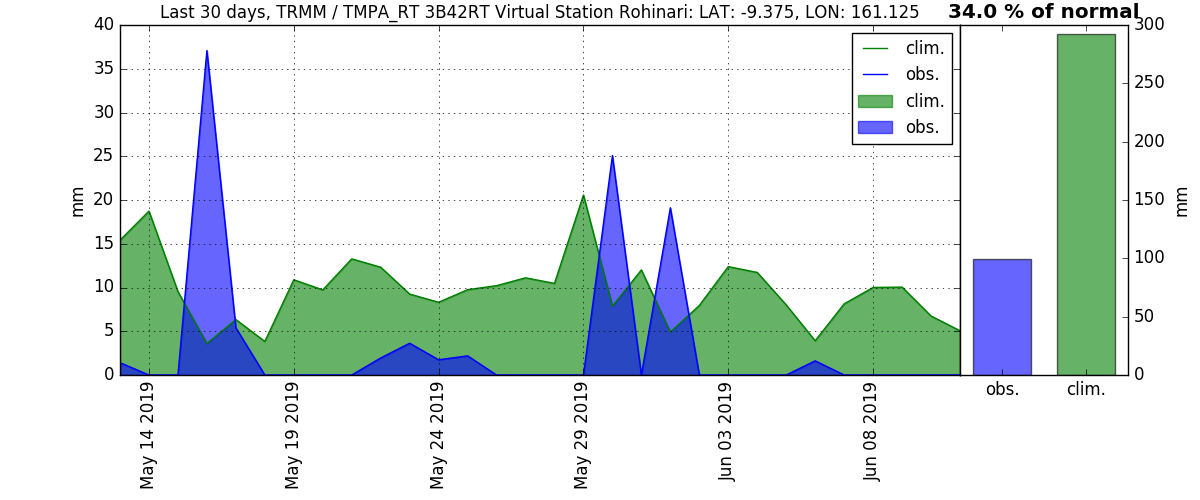 Last 30 days, TRMM / TMPA_RT 3B42RT Virtual Station Rohinari: LAT: -9.375, LON: 161.125
34.0 % of normal
40
35
30
25
20
15
10
5
0
mm
clim.
obs.
clim.
obs.
300
250
200
150
100
50
0
mm
May 14 2019
May 19 2019
May 24 2019
May 29 2019
Jun 03 2019
Jun 08 2019
obs.
clim.